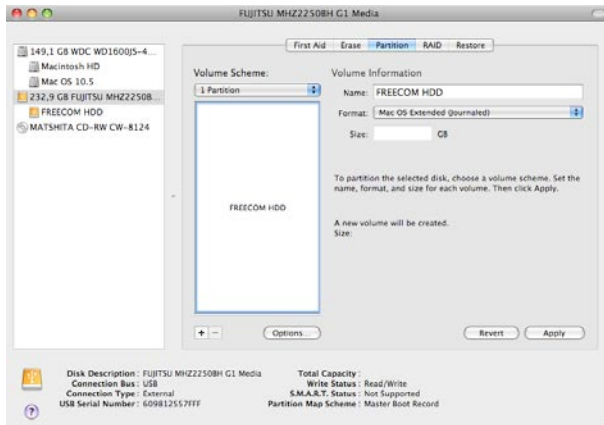 FUJITSU MHZ2250BH G1 Media
149,1 GB WDC WD1600JS-4...
Macintosh HD
Mac OS 10.5
232,9 GB FUJITSU MHZ2250B...
FREECOM HDD
MATSHITA CD-RW CW-8124
First Aid Erase Partition RAID Restore
Volume Scheme:
1 Partition
FREECOM HDD
+ -
Options...
Volume Information
Name: FREECOM HDD
Format: Mac OS Extended (Journaled)
Size: GB
To partition the selected disk, choose a volume scheme. Set the
name, format, and size for each volume. Then click Apply.
A new volume will be created.
Size:
Revert Apply
Disk Description : FUJITSU MHZ2250BH G1 Media
Connection Bus : USB
Connection Type : External
USB Serial Number : 609812557FFF
Total Capacity :
Write Status : Read/Write
S.M.A.R.T. Status : Not Supported
Partition Map Scheme : Master Boot Record
?